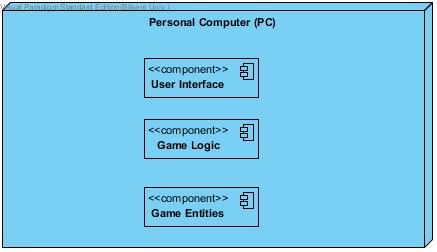 Visual Paradigm Standard Edition(Bilkent Univ.)
Personal Computer (PC)
<<component>>
User Interface
<<component>>
Game Logic
<<component>>
Game Entities